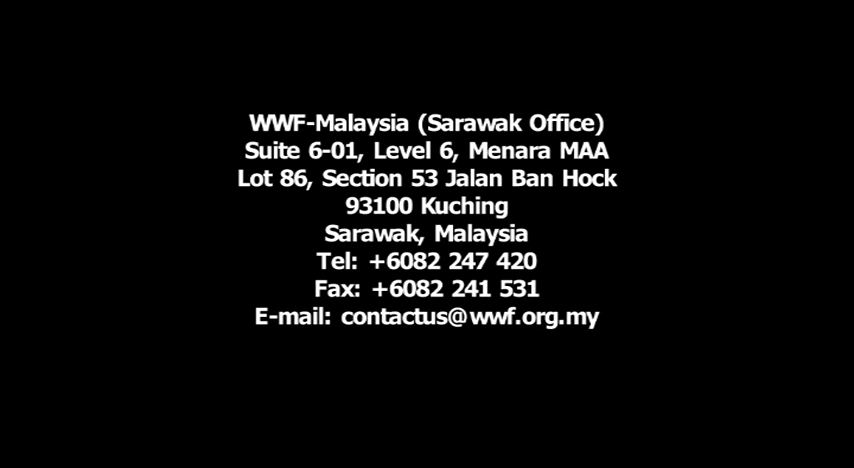 WWF-Malaysia (Sarawak Office)
Suite 6-01, Level 6, Menara MAA
Lot 86, Section 53 Jalan Ban Hock
93100 Kuching
Sarawak, Malaysia
Tel: +6082 247 420
Fax: +6082 241 531
E-mail: contactus@wwf.org.my